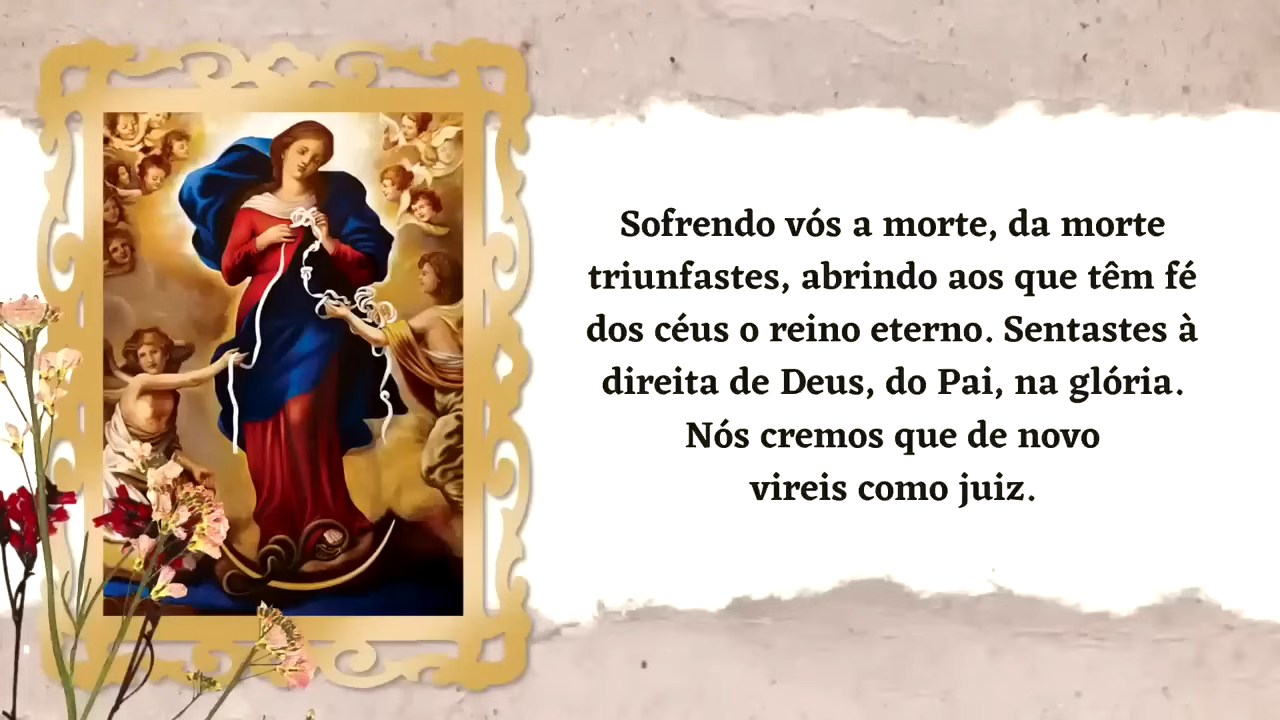 Sofrendo vós a morte, da morte
triunfastes, abrindo aos que têm fé
dos céus o reino eterno. Sentastes à
direita de Deus, do Pai, na glória.
Nós cremos que de novo
vireis como juiz.